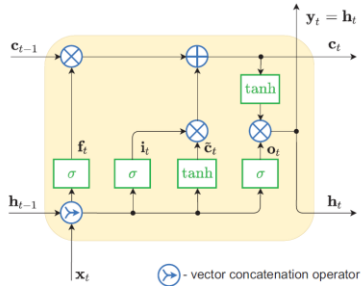 y_t = h_t
c_{t-1}
c_t
tanh
f_t
i_t
c̃_t
o_t
σ
σ
tanh
σ
h_{t-1}
h_t
x_t
- vector concatenation operator